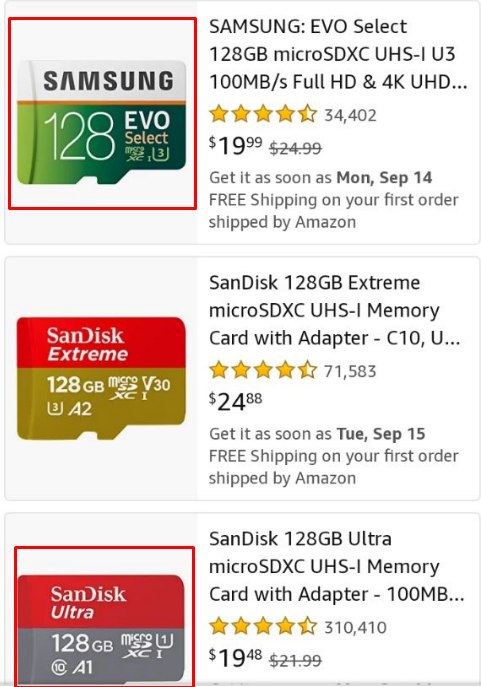 SAMSUNG
128 EVO
Select
micro SD XC I U3
SAMSUNG: EVO Select
128GB microSDXC UHS-I U3
100MB/s Full HD & 4K UHD...
34,402
$19.99 $24.99
Get it as soon as Mon, Sep 14
FREE Shipping on your first order
shipped by Amazon
SanDisk
Extreme
128 GB micro SD XC I V30
U3 A2
SanDisk 128GB Extreme
microSDXC UHS-I Memory
Card with Adapter - C10, U...
71,583
$24.88
Get it as soon as Tue, Sep 15
FREE Shipping on your first order
shipped by Amazon
SanDisk
Ultra
128 GB micro SD XC I U1
C10 A1
SanDisk 128GB Ultra
microSDXC UHS-I Memory
Card with Adapter - 100MB...
310,410
$19.48 $21.99